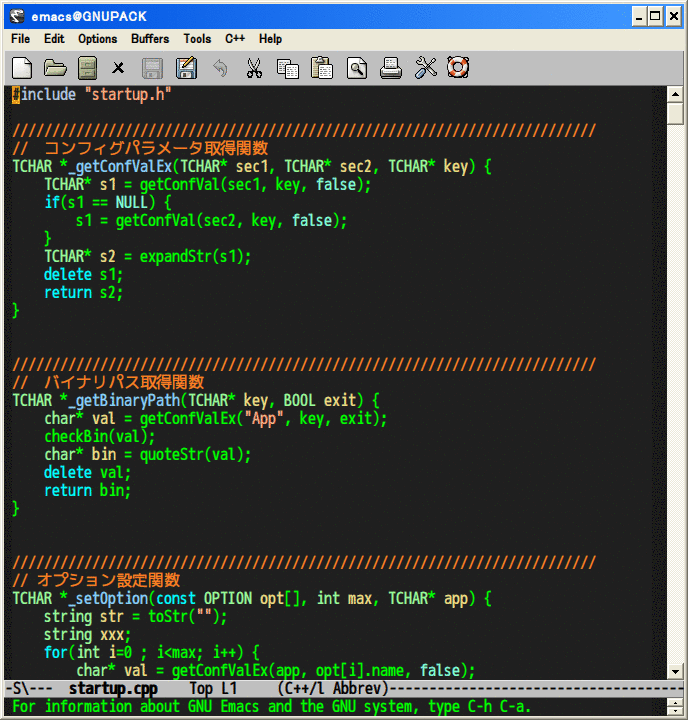 emacs@GNUPACK
File Edit Options Buffers Tools C++ Help
#include "startup.h"
/////////////////////////////////////////////////////////////////////////
//  コンフィグパラメータ取得関数
TCHAR *_getConfValEx(TCHAR* sec1, TCHAR* sec2, TCHAR* key) {
    TCHAR* s1 = getConfVal(sec1, key, false);
    if(s1 == NULL) {
        s1 = getConfVal(sec2, key, false);
    }
    TCHAR* s2 = expandStr(s1);
    delete s1;
    return s2;
}
/////////////////////////////////////////////////////////////////////////
//  バイナリパス取得関数
TCHAR *_getBinaryPath(TCHAR* key, BOOL exit) {
    char* val = getConfValEx("App", key, exit);
    checkBin(val);
    char* bin = quoteStr(val);
    delete val;
    return bin;
}
/////////////////////////////////////////////////////////////////////////
// オプション設定関数
TCHAR *_setOption(const OPTION opt[], int max, TCHAR* app) {
    string str = toStr("");
    string xxx;
    for(int i=0 ; i<max; i++) {
        char* val = getConfValEx(app, opt[i].name, false);
-S\---  startup.cpp    Top L1     (C++/l Abbrev)-------------------------------------
For information about GNU Emacs and the GNU system, type C-h C-a.